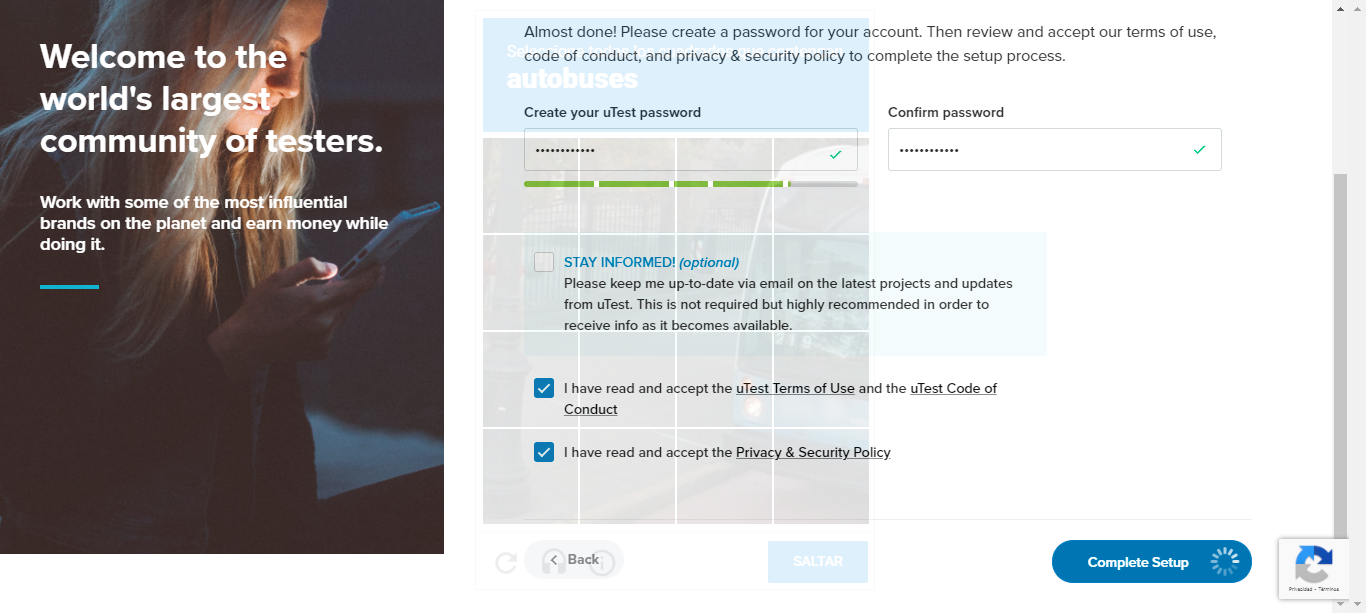 Welcome to the
world's largest
community of testers.
Work with some of the most influential
brands on the planet and earn money while
doing it.
Almost done! Please create a password for your account. Then review and accept our terms of use,
code of conduct, and privacy & security policy to complete the setup process.
autobuses
Create your uTest password
Confirm password
STAY INFORMED! (optional)
Please keep me up-to-date via email on the latest projects and updates
from uTest. This is not required but highly recommended in order to
receive info as it becomes available.
I have read and accept the uTest Terms of Use and the uTest Code of
Conduct
I have read and accept the Privacy & Security Policy
Back
SALTAR
Complete Setup
Privacidad - Términos